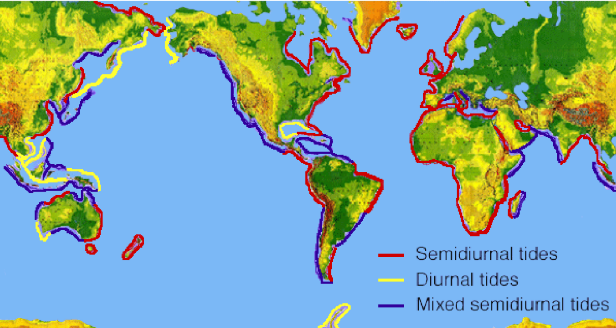 Semidiurnal tides
Diurnal tides
Mixed semidiurnal tides